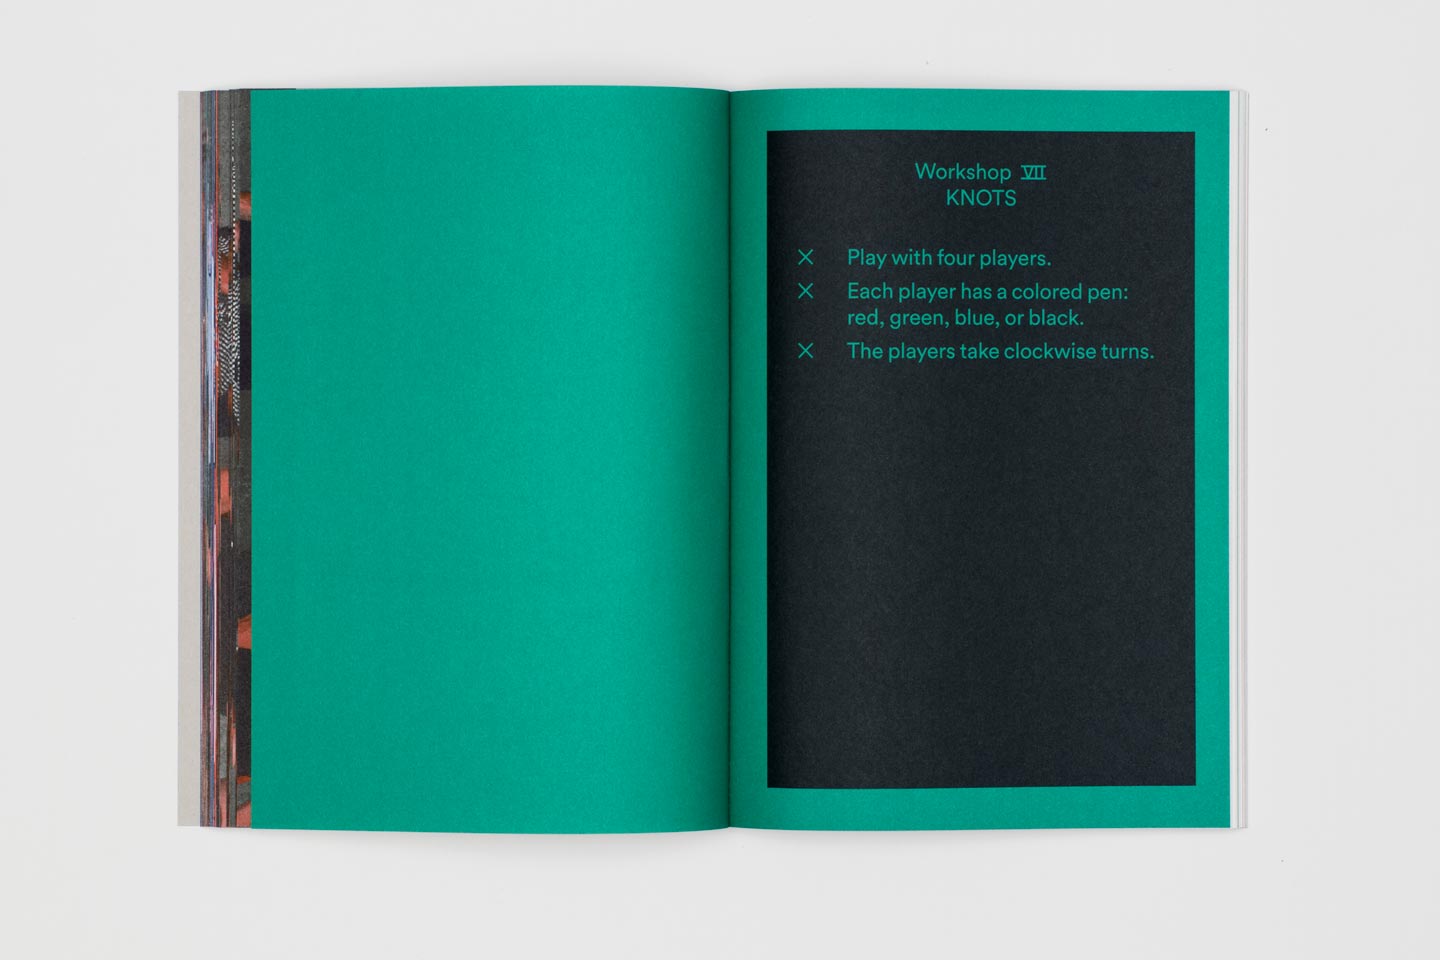 Workshop VII
KNOTS
× Play with four players.
× Each player has a colored pen:
red, green, blue, or black.
× The players take clockwise turns.